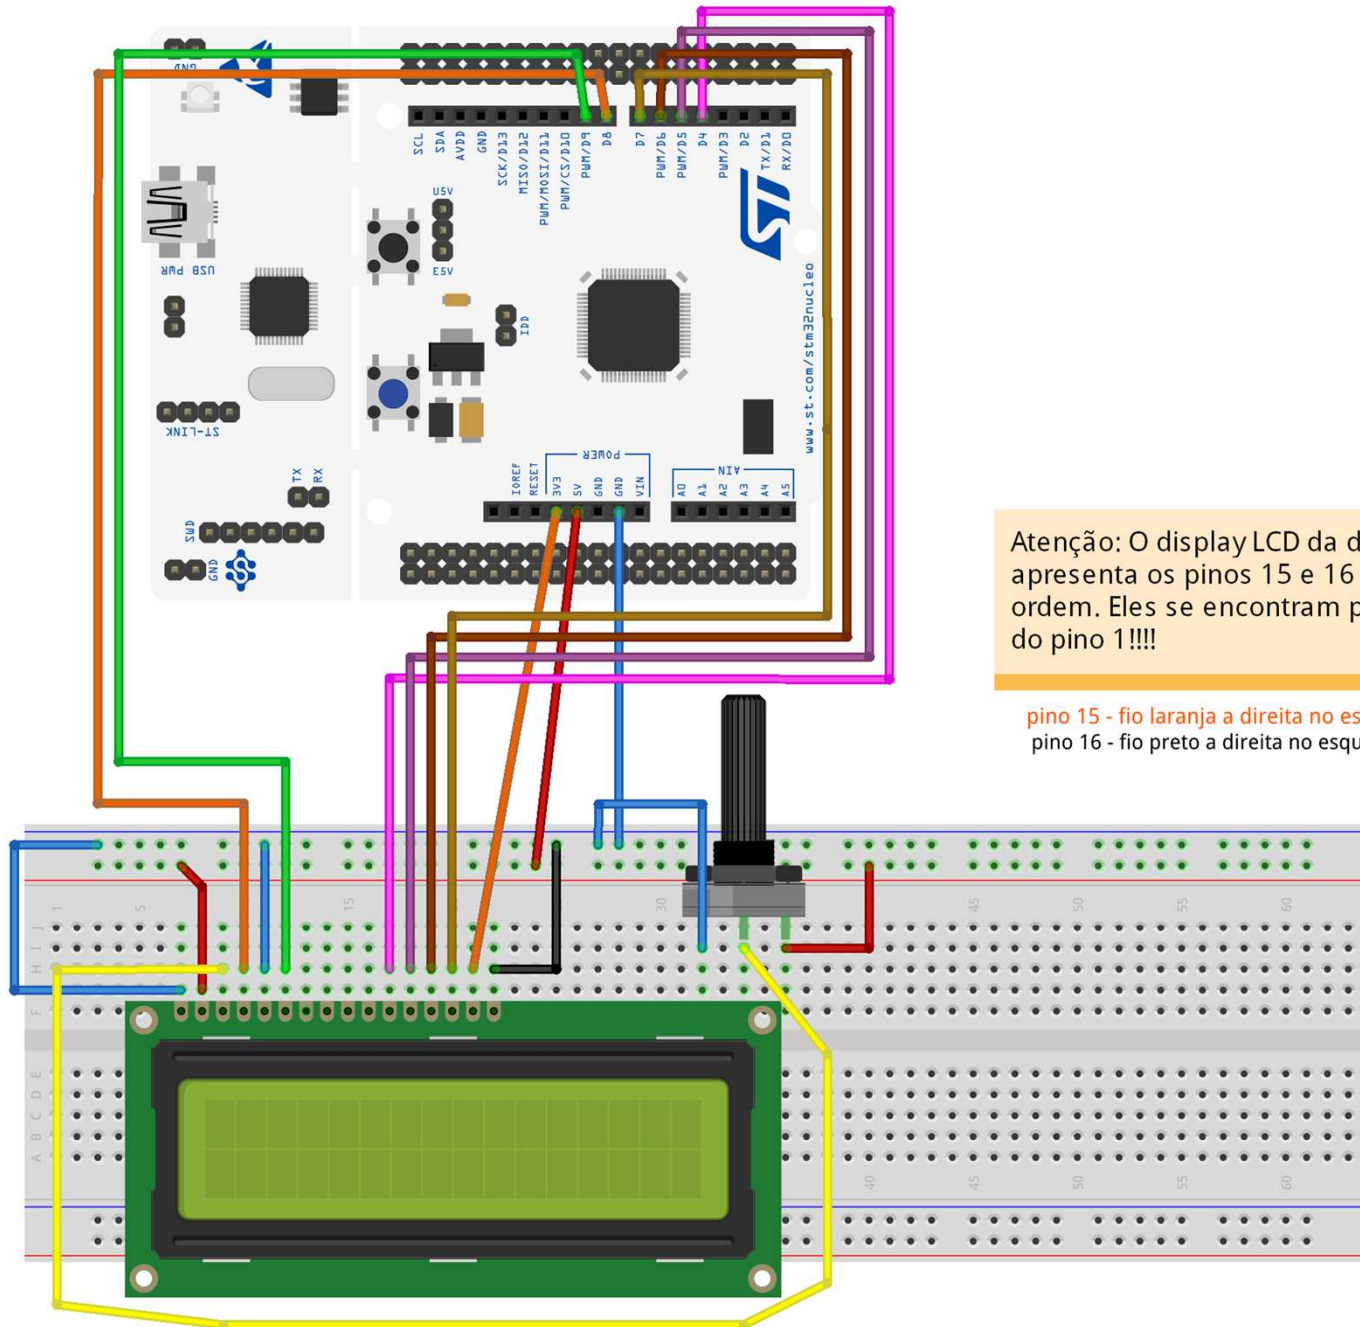 GND
SCL
SDA
AVDD
GND
SCK/D13
MISO/D12
PWM/MOSI/D11
PWM/CS/D10
PWM/D9
D8
D7
PWM/D6
PWM/D5
D4
PWM/D3
D2
TX/D1
RX/D0
U5V
E5V
ST
USB PWR
IDD
www.st.com/stm32nucleo
ST-LINK
TX
RX
SWD
GND
POWER
IOREF
RESET
3V3
5V
GND
GND
VIN
AIN
A0
A1
A2
A3
A4
A5
Atenção: O display LCD da
apresenta os pinos 15 e 16
ordem. Eles se encontram
do pino 1!!!!
pino 15 - fio laranja a direita no
pino 16 - fio preto a direita no
1
5
15
30
45
50
55
60
J
I
H
F
E
D
C
B
A
40
45
50
55
60